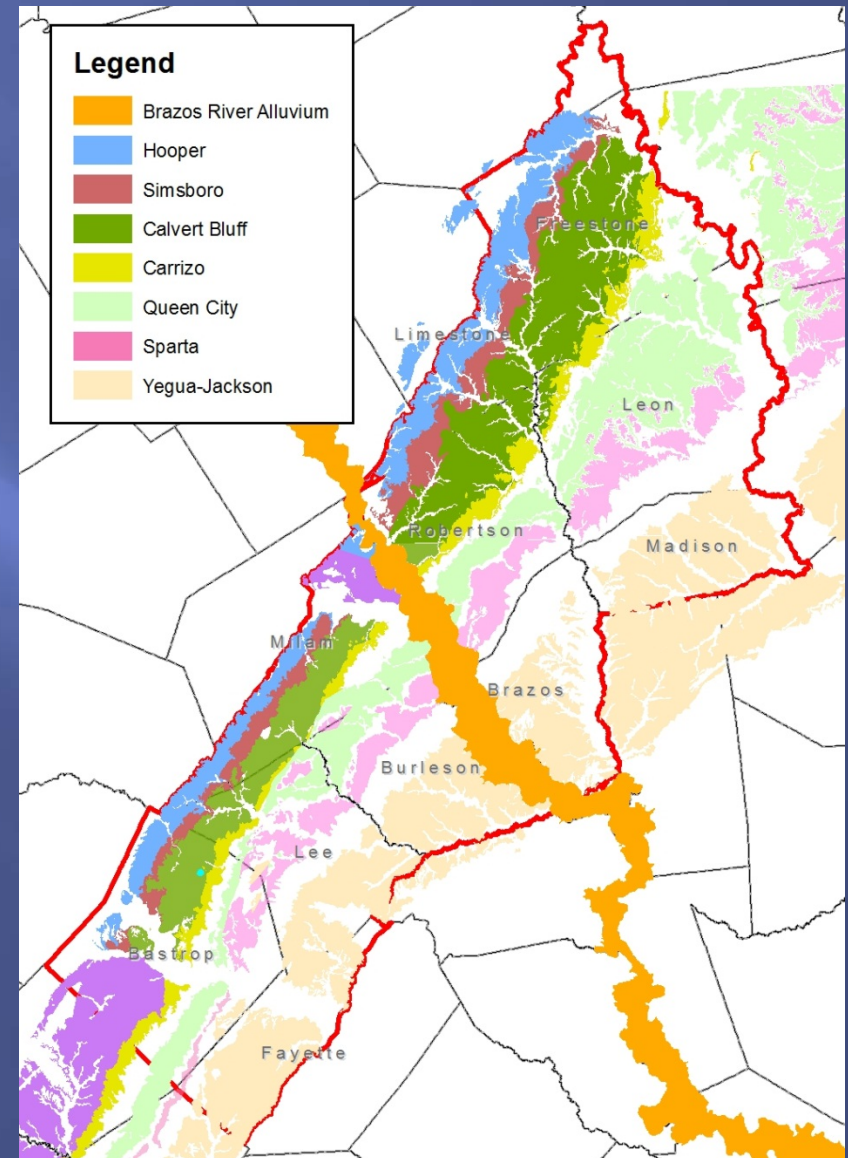 Legend
Brazos River Alluvium
Hooper
Simsboro
Calvert Bluff
Carrizo
Queen City
Sparta
Yegua-Jackson
Freestone
Limestone
Leon
Robertson
Madison
Milam
Brazos
Burleson
Lee
Bastrop
Fayette